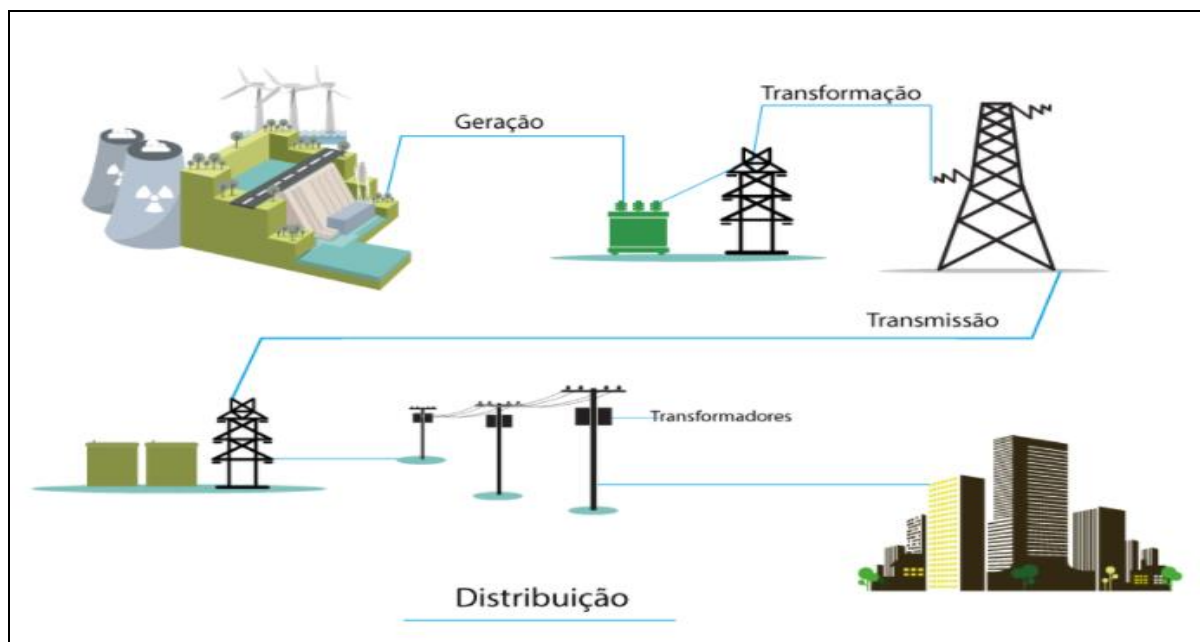 Transformação
Geração
Transmissão
Transformadores
Distribuição